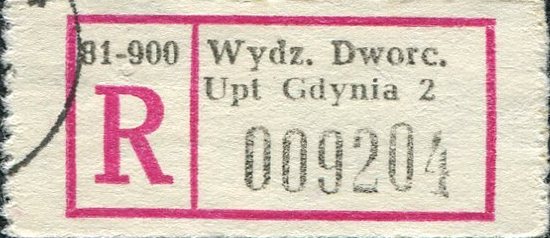 81-900
R
Wydz. Dworc.
Upt Gdynia 2
009204